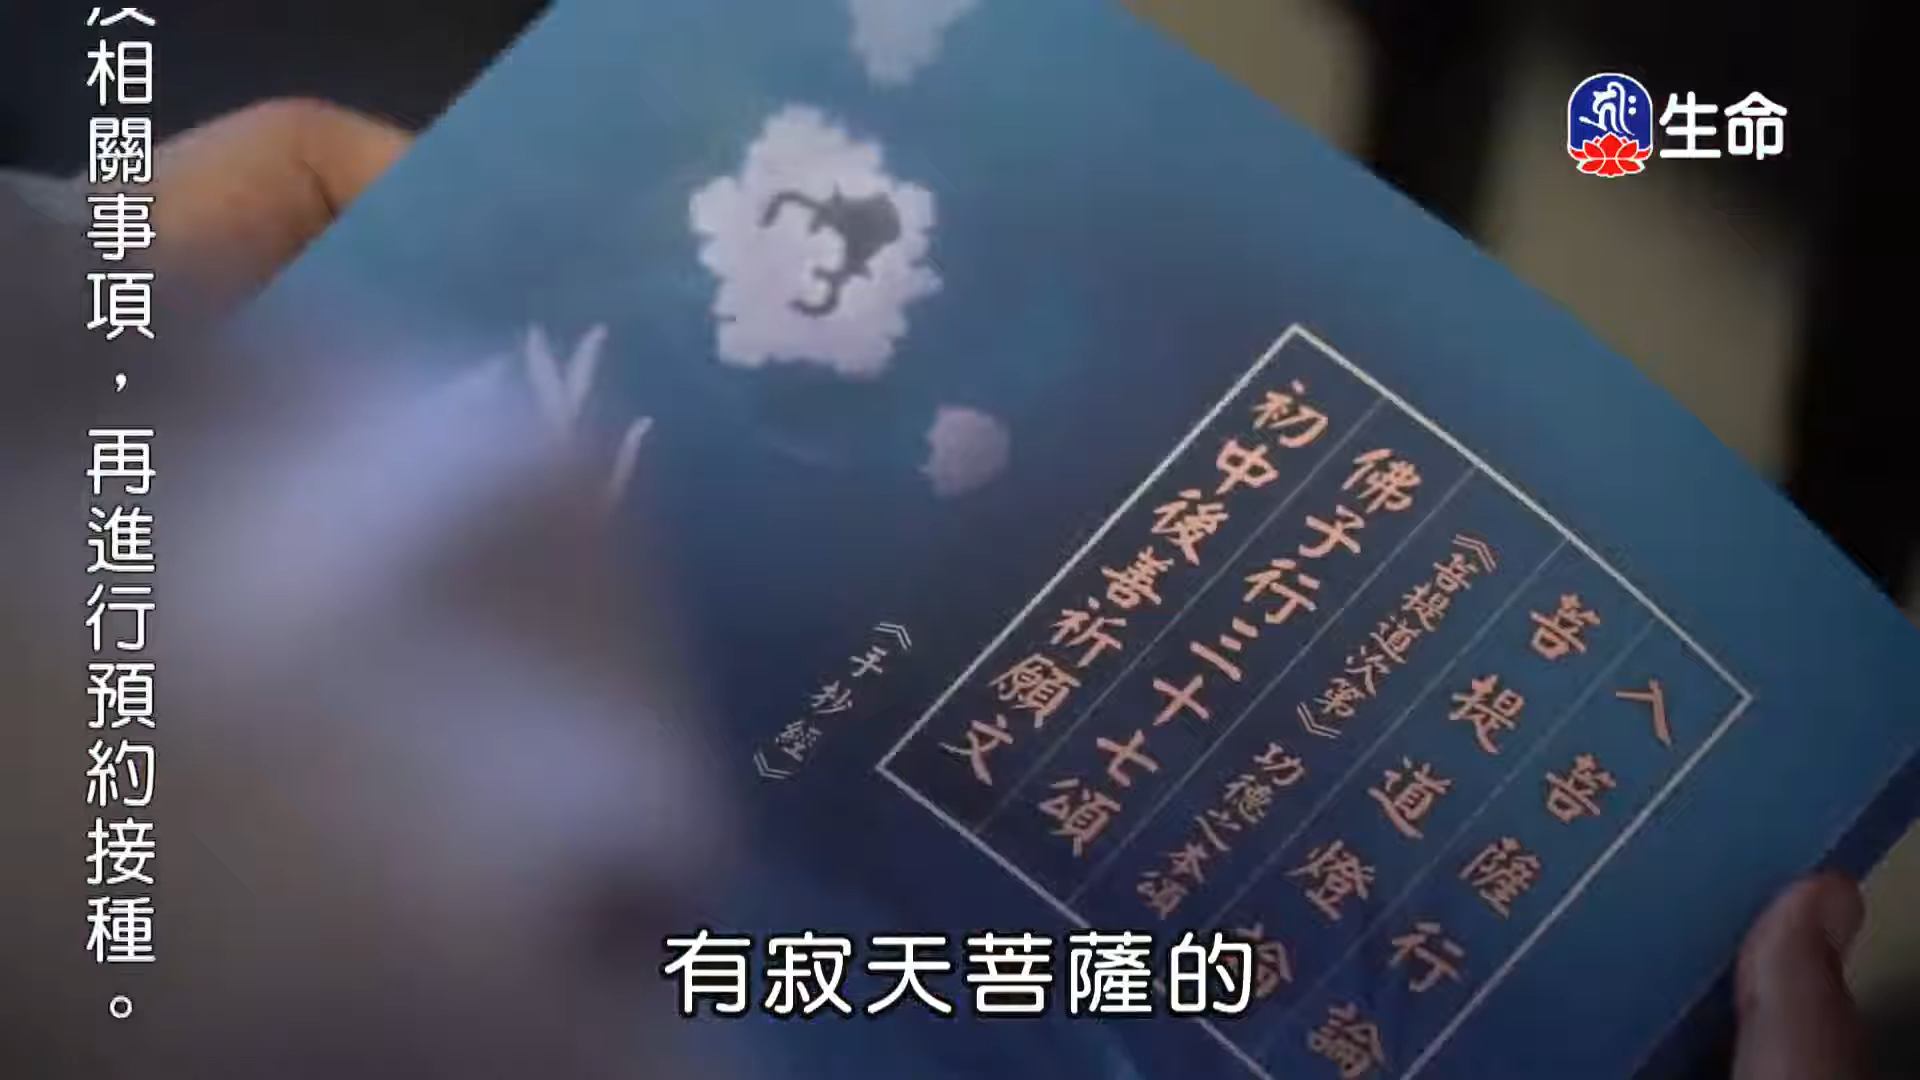 相關事項，再進行預約接種。
生命
入菩薩行論
菩提道燈論
《菩提道次第》功德之本頌
佛子行三十七頌
初中後善祈願文
《手抄經》
有寂天菩薩的